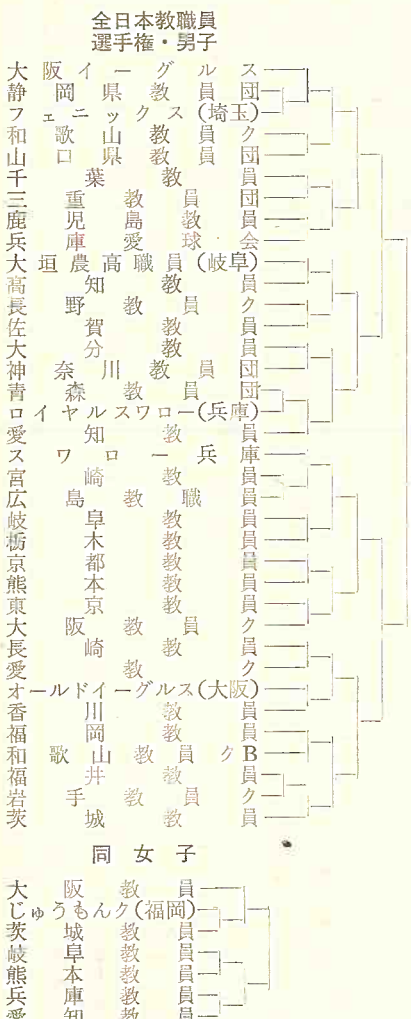 全日本教職員
選手権・男子
大阪イーグルス
静岡県教員団
フェニックス(埼玉)
和歌山教員ク
山口県教員団
千葉教員
三重教員団
鹿児島教員
兵庫愛球会
大垣農高職員(岐阜)
高知教員
長野教員ク
佐賀教員
大分教員
神奈川教員団
青森教員団
ロイヤルスワロー(兵庫)
愛知教員
スワロー兵庫
宮崎教員
広島教職員
岐阜教員
栃木教員
京都教員
熊本教員
東京教員
大阪教員ク
長崎教員
愛教ク
オールドイーグルス(大阪)
香川教員
福岡教員
和歌山教員クB
福井教員
岩手教員ク
茨城教員
同女子
大阪教員
じゅうもんク(福岡)
茨城教員
岐阜教員
熊本教員
兵庫教員
愛知教員